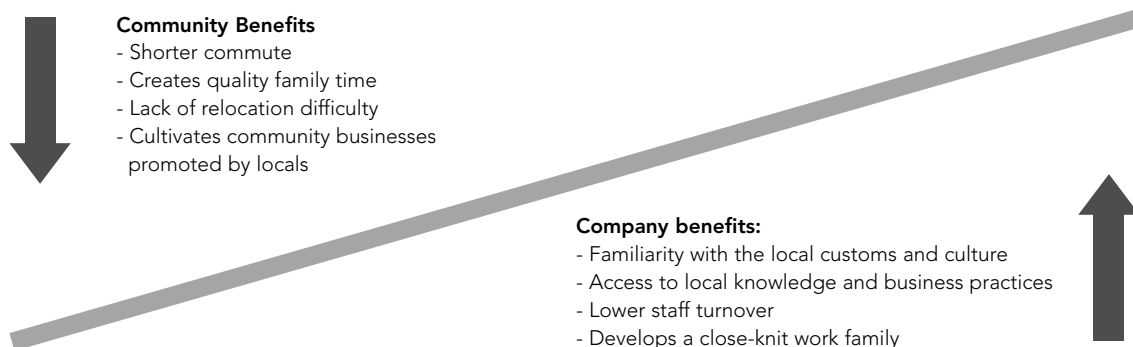 Community Benefits
- Shorter commute
- Creates quality family time
- Lack of relocation difficulty
- Cultivates community businesses
promoted by locals
Company benefits:
- Familiarity with the local customs and culture
- Access to local knowledge and business practices
- Lower staff turnover
- Develops a close-knit work family